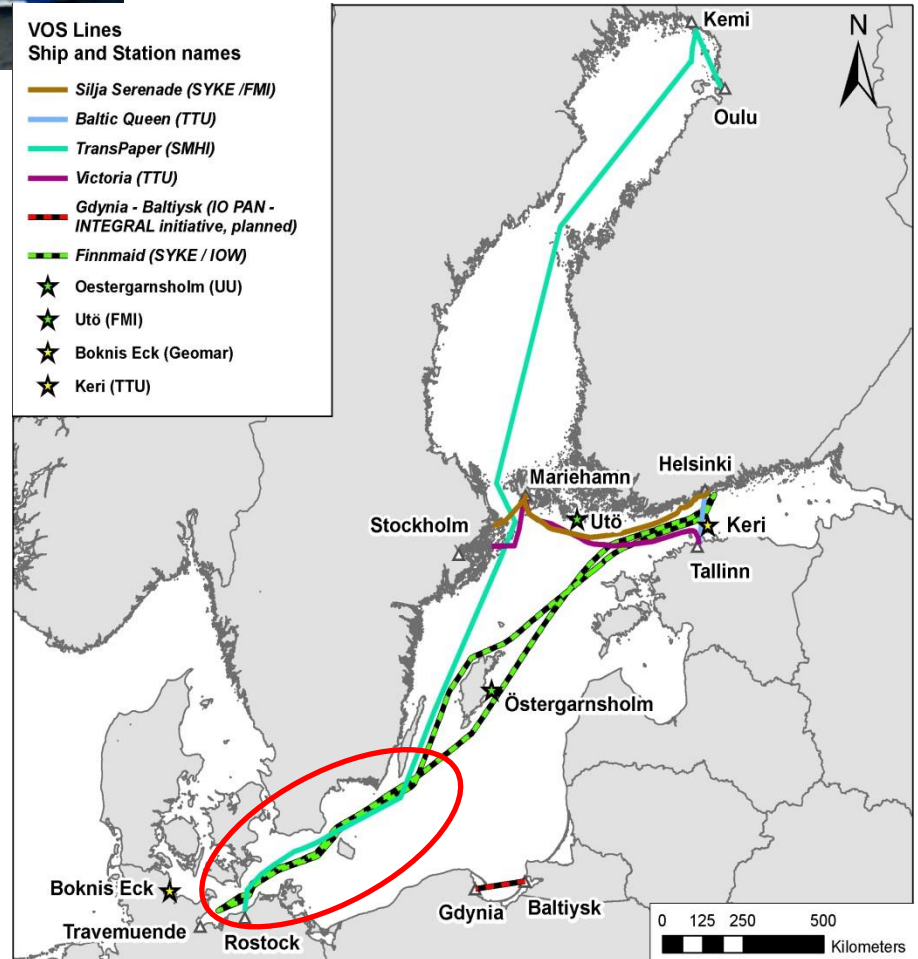 VOS Lines
Ship and Station names
Silja Serenade (SYKE /FMI)
Baltic Queen (TTU)
TransPaper (SMHI)
Victoria (TTU)
Gdynia - Baltiysk (IO PAN -
INTEGRAL initiative, planned)
Finnmaid (SYKE / IOW)
Oestergarnsholm (UU)
Utö (FMI)
Boknis Eck (Geomar)
Keri (TTU)
Kemi
N
Oulu
Mariehamn
Helsinki
Stockholm
Utö
Keri
Tallinn
Östergarnsholm
Boknis Eck
Travemuende
Rostock
Gdynia
Baltiysk
0 125 250 500
Kilometers